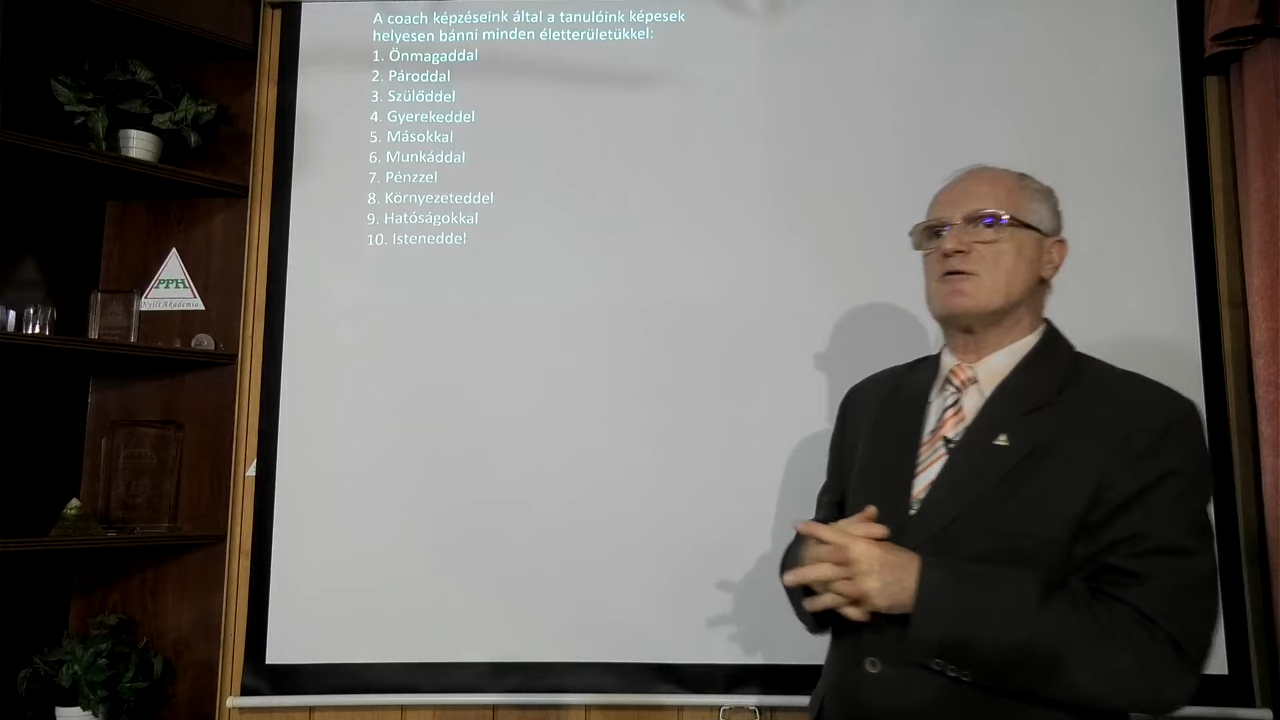 A coach képzéseink által a tanulóink képesek
helyesen bánni minden életterületükkel:
1. Önmagaddal
2. Pároddal
3. Szülőddel
4. Gyerekeddel
5. Másokkal
6. Munkáddal
7. Pénzzel
8. Környezeteddel
9. Hatóságokkal
10. Isteneddel
PPH
Nyílt Akadémia